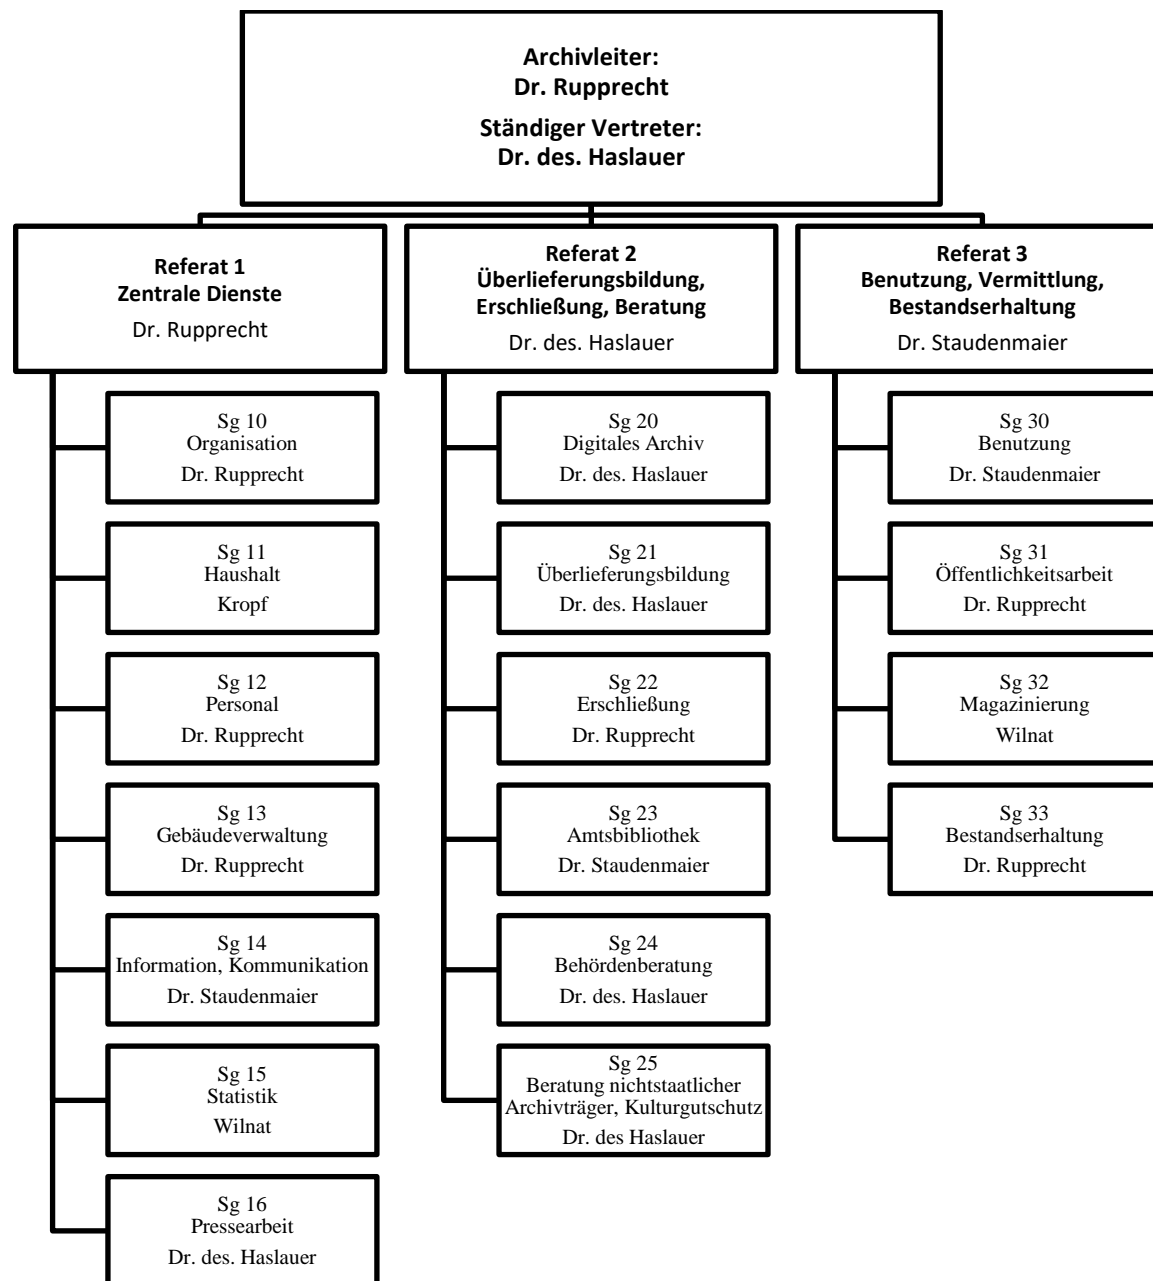 Archivleiter:
Dr. Rupprecht
Ständiger Vertreter:
Dr. des. Haslauer
Referat 1
Zentrale Dienste
Dr. Rupprecht
Sg 10
Organisation
Dr. Rupprecht
Sg 11
Haushalt
Kropf
Sg 12
Personal
Dr. Rupprecht
Sg 13
Gebäudeverwaltung
Dr. Rupprecht
Sg 14
Information, Kommunikation
Dr. Staudenmaier
Sg 15
Statistik
Wilnat
Sg 16
Pressearbeit
Dr. des. Haslauer
Referat 2
Überlieferungsbildung,
Erschließung, Beratung
Dr. des. Haslauer
Sg 20
Digitales Archiv
Dr. des. Haslauer
Sg 21
Überlieferungsbildung
Dr. des. Haslauer
Sg 22
Erschließung
Dr. Rupprecht
Sg 23
Amtsbibliothek
Dr. Staudenmaier
Sg 24
Behördenberatung
Dr. des. Haslauer
Sg 25
Beratung nichtstaatlicher
Archivträger, Kulturgutschutz
Dr. des Haslauer
Referat 3
Benutzung, Vermittlung,
Bestandserhaltung
Dr. Staudenmaier
Sg 30
Benutzung
Dr. Staudenmaier
Sg 31
Öffentlichkeitsarbeit
Dr. Rupprecht
Sg 32
Magazinierung
Wilnat
Sg 33
Bestandserhaltung
Dr. Rupprecht